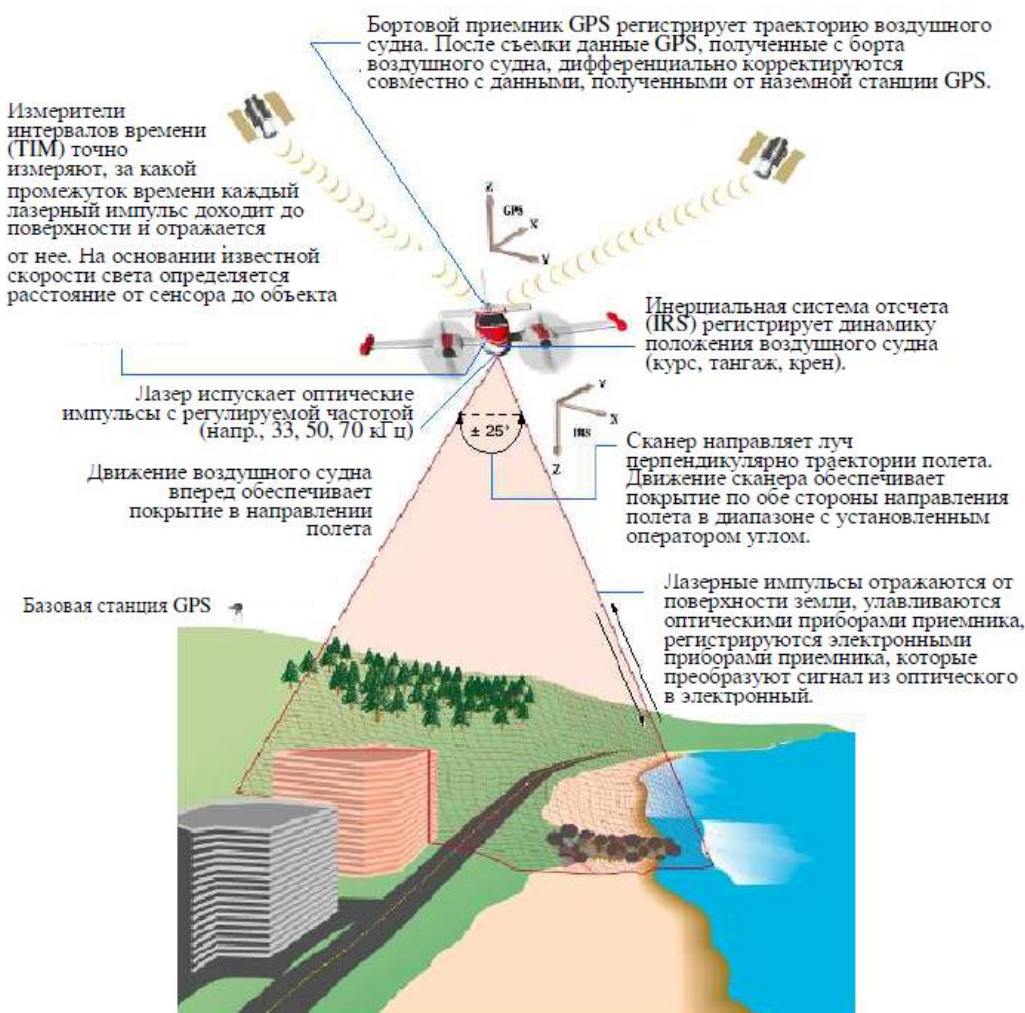 Бортовой приемник GPS регистрирует траекторию воздушного
судна. После съемки данные GPS, полученные с борта
воздушного судна, дифференциально корректируются
совместно с данными, полученными от наземной станции GPS.
Измерители
интервалов времени
(TIM) точно
измеряют, за какой
промежуток времени каждый
лазерный импульс доходит до
поверхности и отражается
от нее. На основании известной
скорости света определяется
расстояние от сенсора до объекта
Z
GPS
X
Y
Инерциальная система отсчета
(IRS) регистрирует динамику
положения воздушного судна
(курс, тангаж, крен).
Лазер испускает оптические
импульсы с регулируемой частотой
(напр., 33, 50, 70 кГц)
± 25°
Y
X
IRS
Z
Сканер направляет луч
перпендикулярно траектории полета.
Движение сканера обеспечивает
покрытие по обе стороны направления
полета в диапазоне с установленным
оператором углом.
Движение воздушного судна
вперед обеспечивает
покрытие в направлении
полета
Лазерные импульсы отражаются от
поверхности земли, улавливаются
оптическими приборами приемника,
регистрируются электронными
приборами приемника, которые
преобразуют сигнал из оптического
в электронный.
Базовая станция GPS